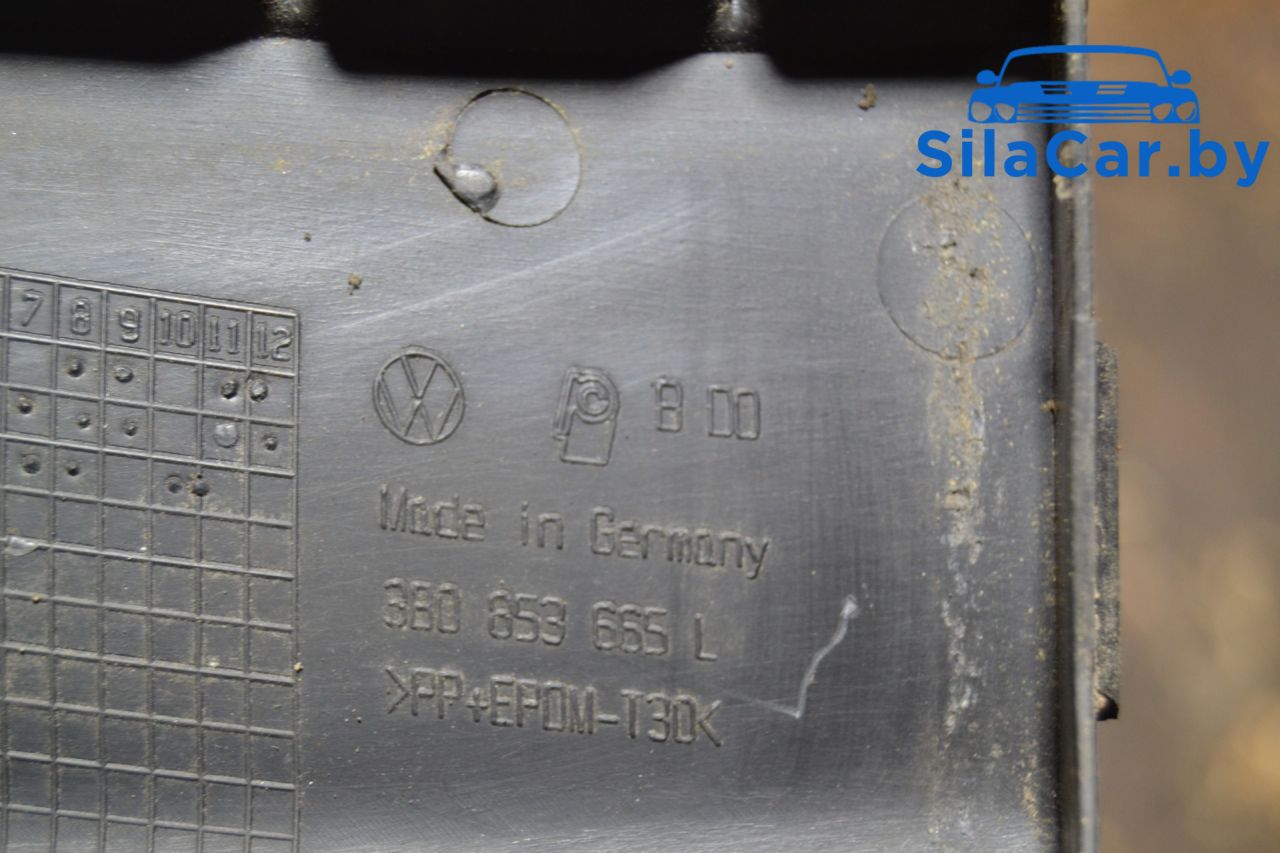 SilaCar.by
7 8 9 10 11 12
B 00
Made in Germany
3B0 853 665 L
>PP+EPDM-T30<